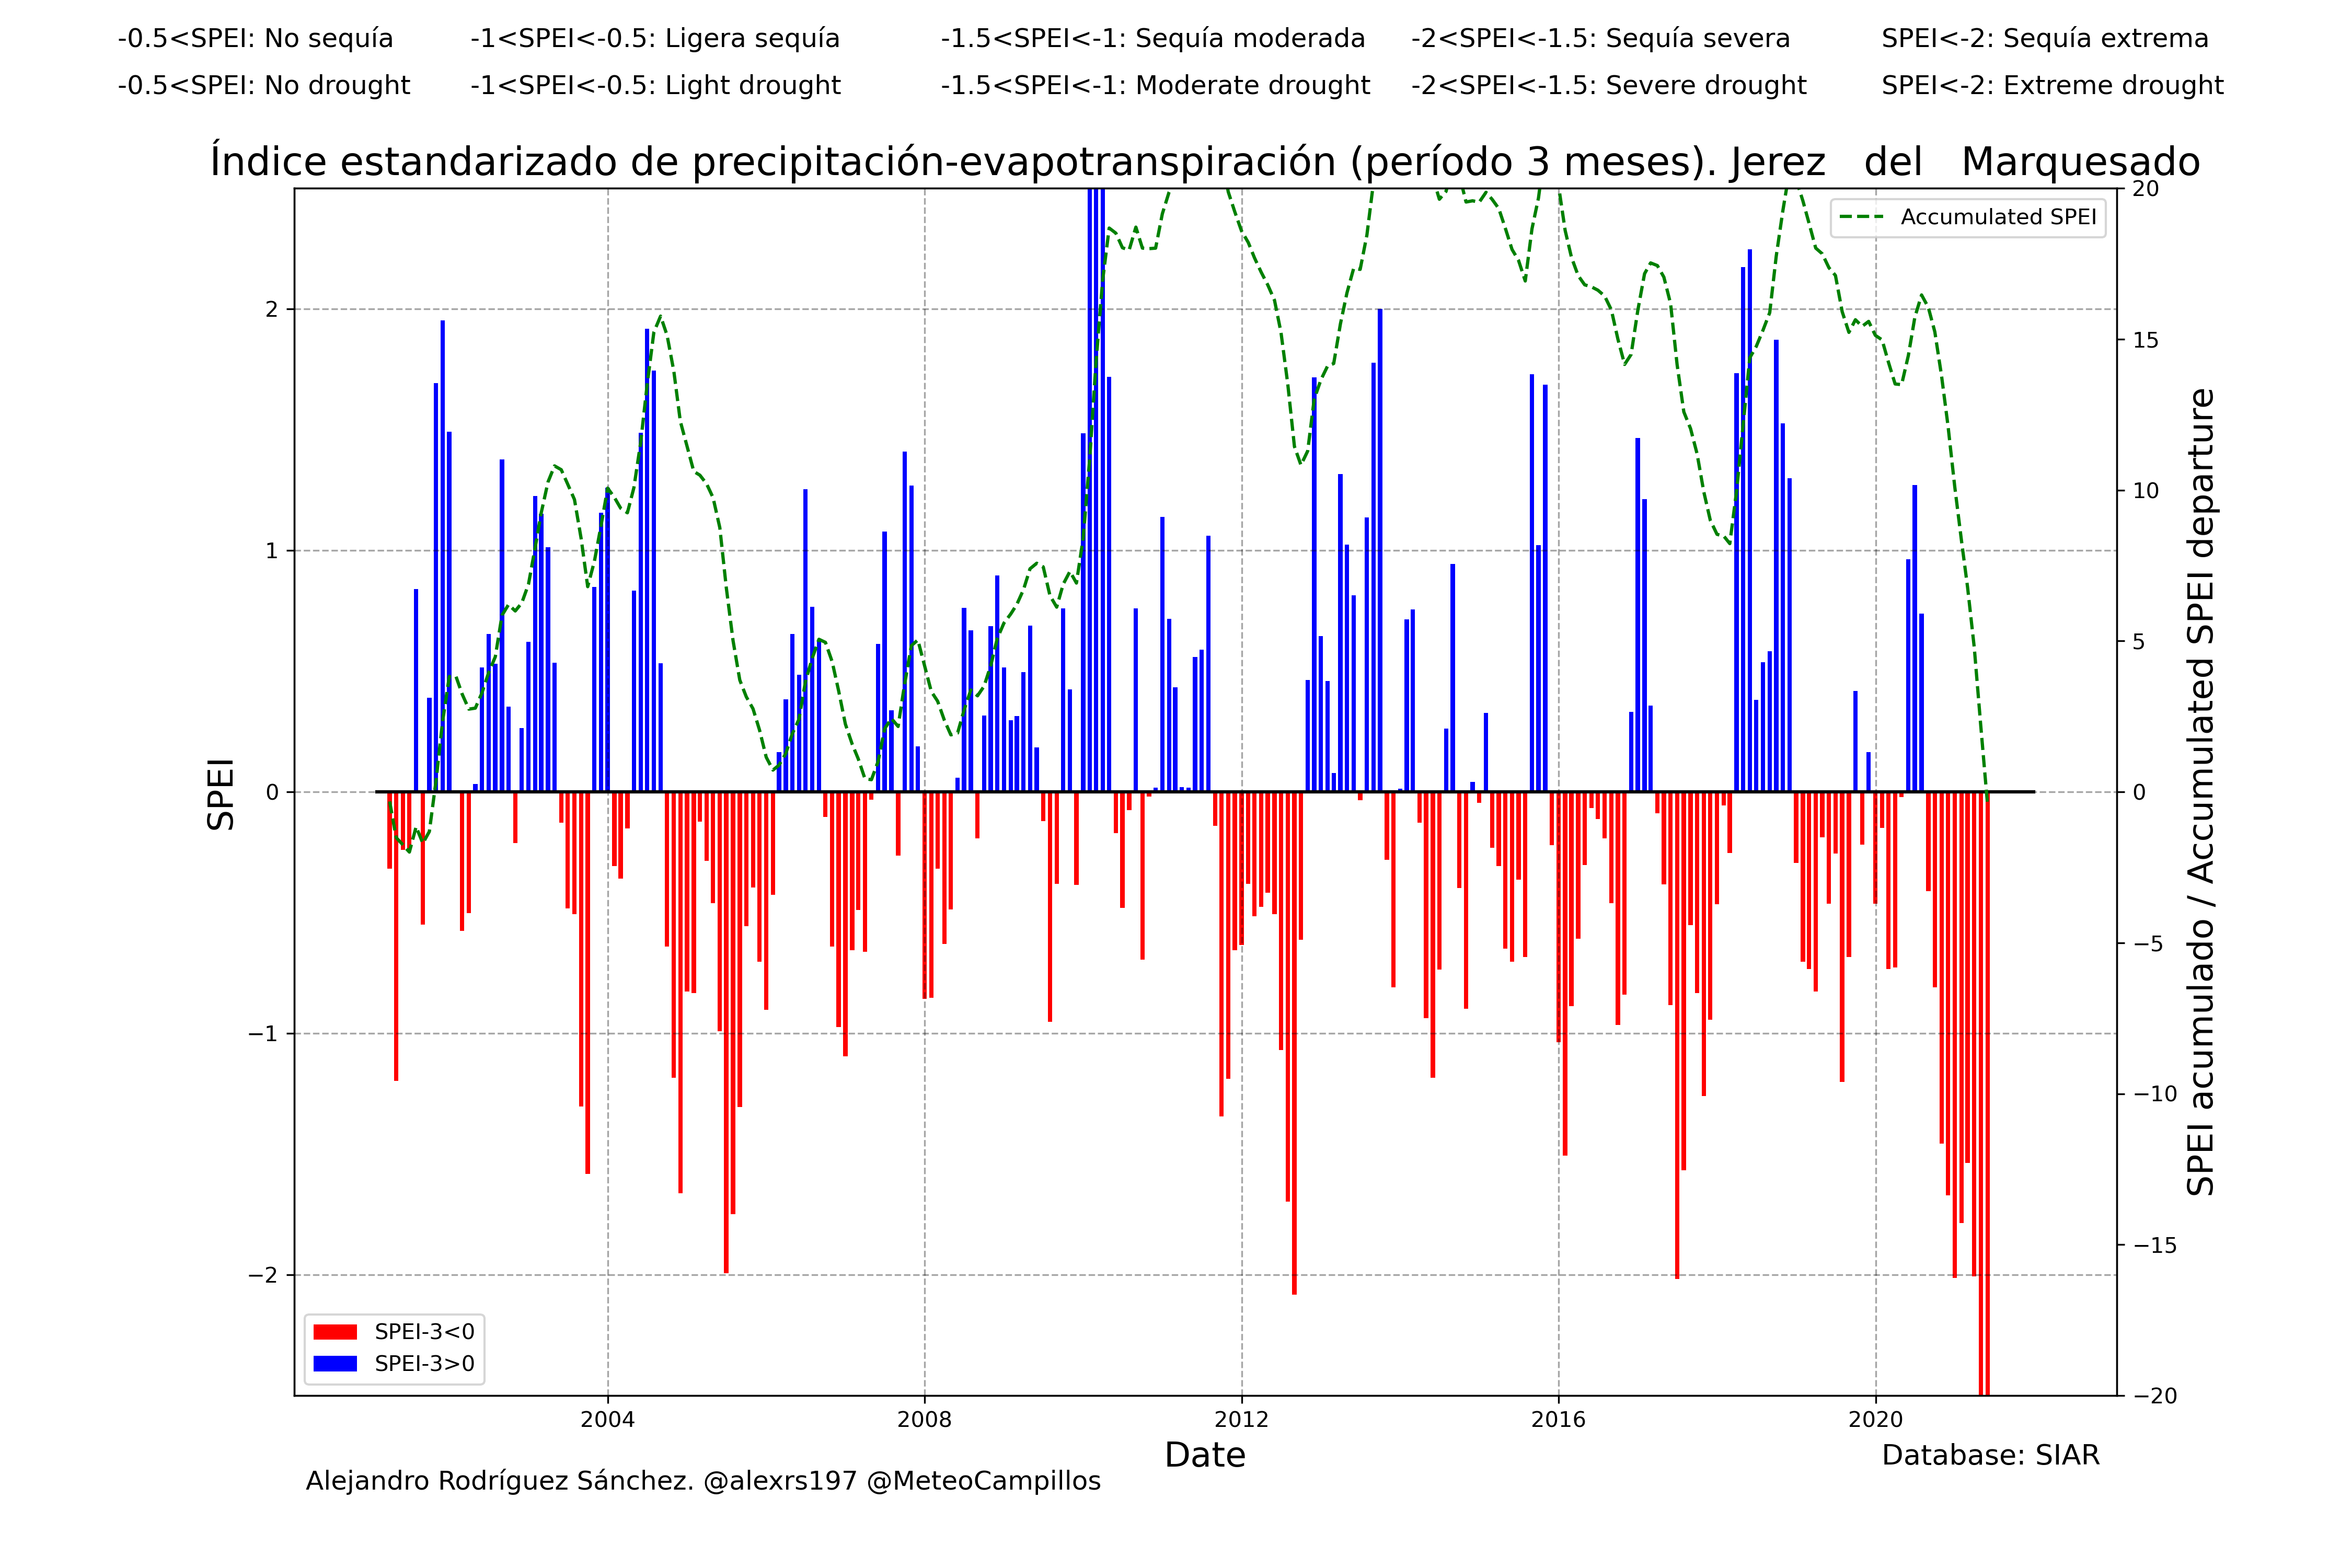 -0.5<SPEI: No sequía
-1<SPEI<-0.5: Ligera sequía
-1.5<SPEI<-1: Sequía moderada
-2<SPEI<-1.5: Sequía severa
SPEI<-2: Sequía extrema
-0.5<SPEI: No drought
-1<SPEI<-0.5: Light drought
-1.5<SPEI<-1: Moderate drought
-2<SPEI<-1.5: Severe drought
SPEI<-2: Extreme drought
Índice estandarizado de precipitación-evapotranspiración (período 3 meses). Jerez del Marquesado
Accumulated SPEI
SPEI
2
1
0
−1
−2
20
15
10
5
0
−5
−10
−15
−20
SPEI acumulado / Accumulated SPEI departure
SPEI-3<0
SPEI-3>0
2004
2008
2012
2016
2020
Date
Database: SIAR
Alejandro Rodríguez Sánchez. @alexrs197 @MeteoCampillos